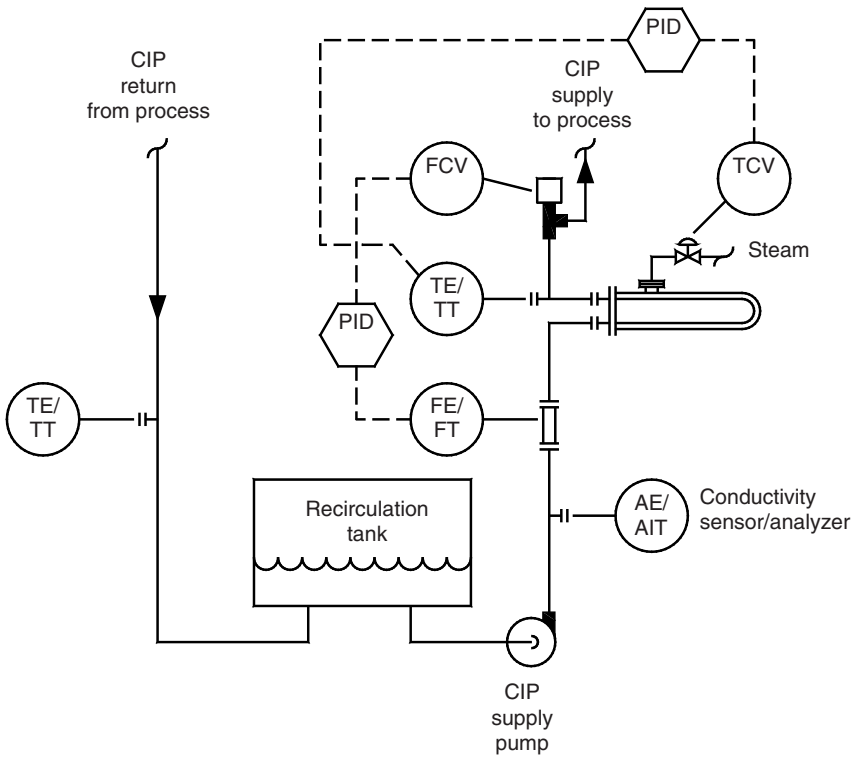 PID
CIP
return
from process
CIP
supply
to process
FCV
TCV
Steam
TE/
TT
PID
TE/
TT
FE/
FT
Recirculation
tank
AE/
AIT
Conductivity
sensor/analyzer
CIP
supply
pump